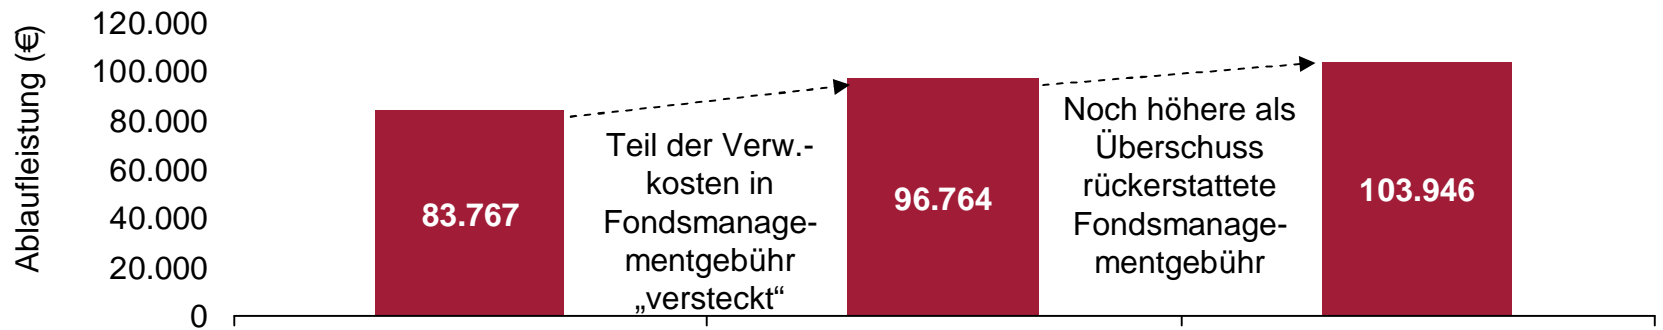 Ablaufleistung (€)
120.000
100.000
80.000
60.000
40.000
20.000
0
83.767
Teil der Verw.-
kosten in
Fondsmanage-
mentgebühr
„versteckt“
96.764
Noch höhere als
Überschuss
rückerstattete
Fondsmanage-
mentgebühr
103.946